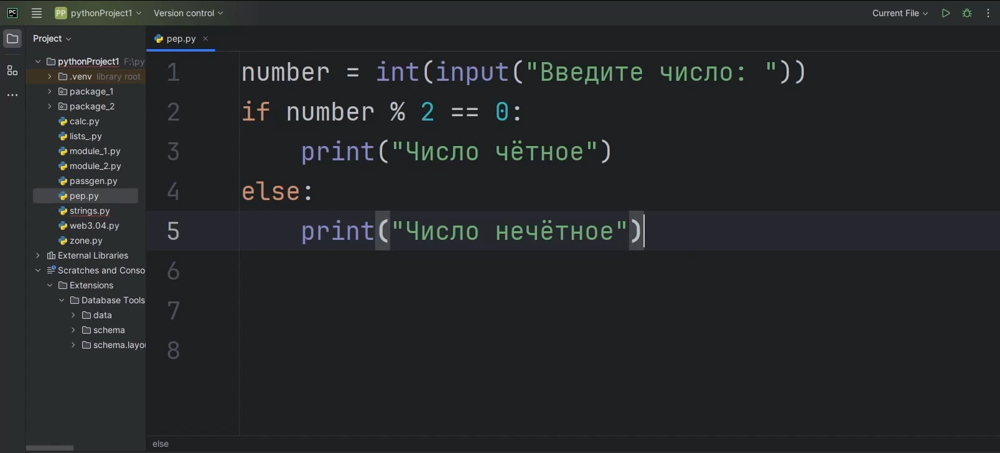 PC PP pythonProject1 Version control Current File
Project
pep.py
pythonProject1 F:\py
.venv library root
package_1
package_2
calc.py
lists_.py
module_1.py
module_2.py
passgen.py
pep.py
strings.py
web3.04.py
zone.py
External Libraries
Scratches and Conso
Extensions
Database Tools
data
schema
schema.layou
1 number = int(input("Введите число: "))
2 if number % 2 == 0:
3     print("Число чётное")
4 else:
5     print("Число нечётное")
6
7
8
else